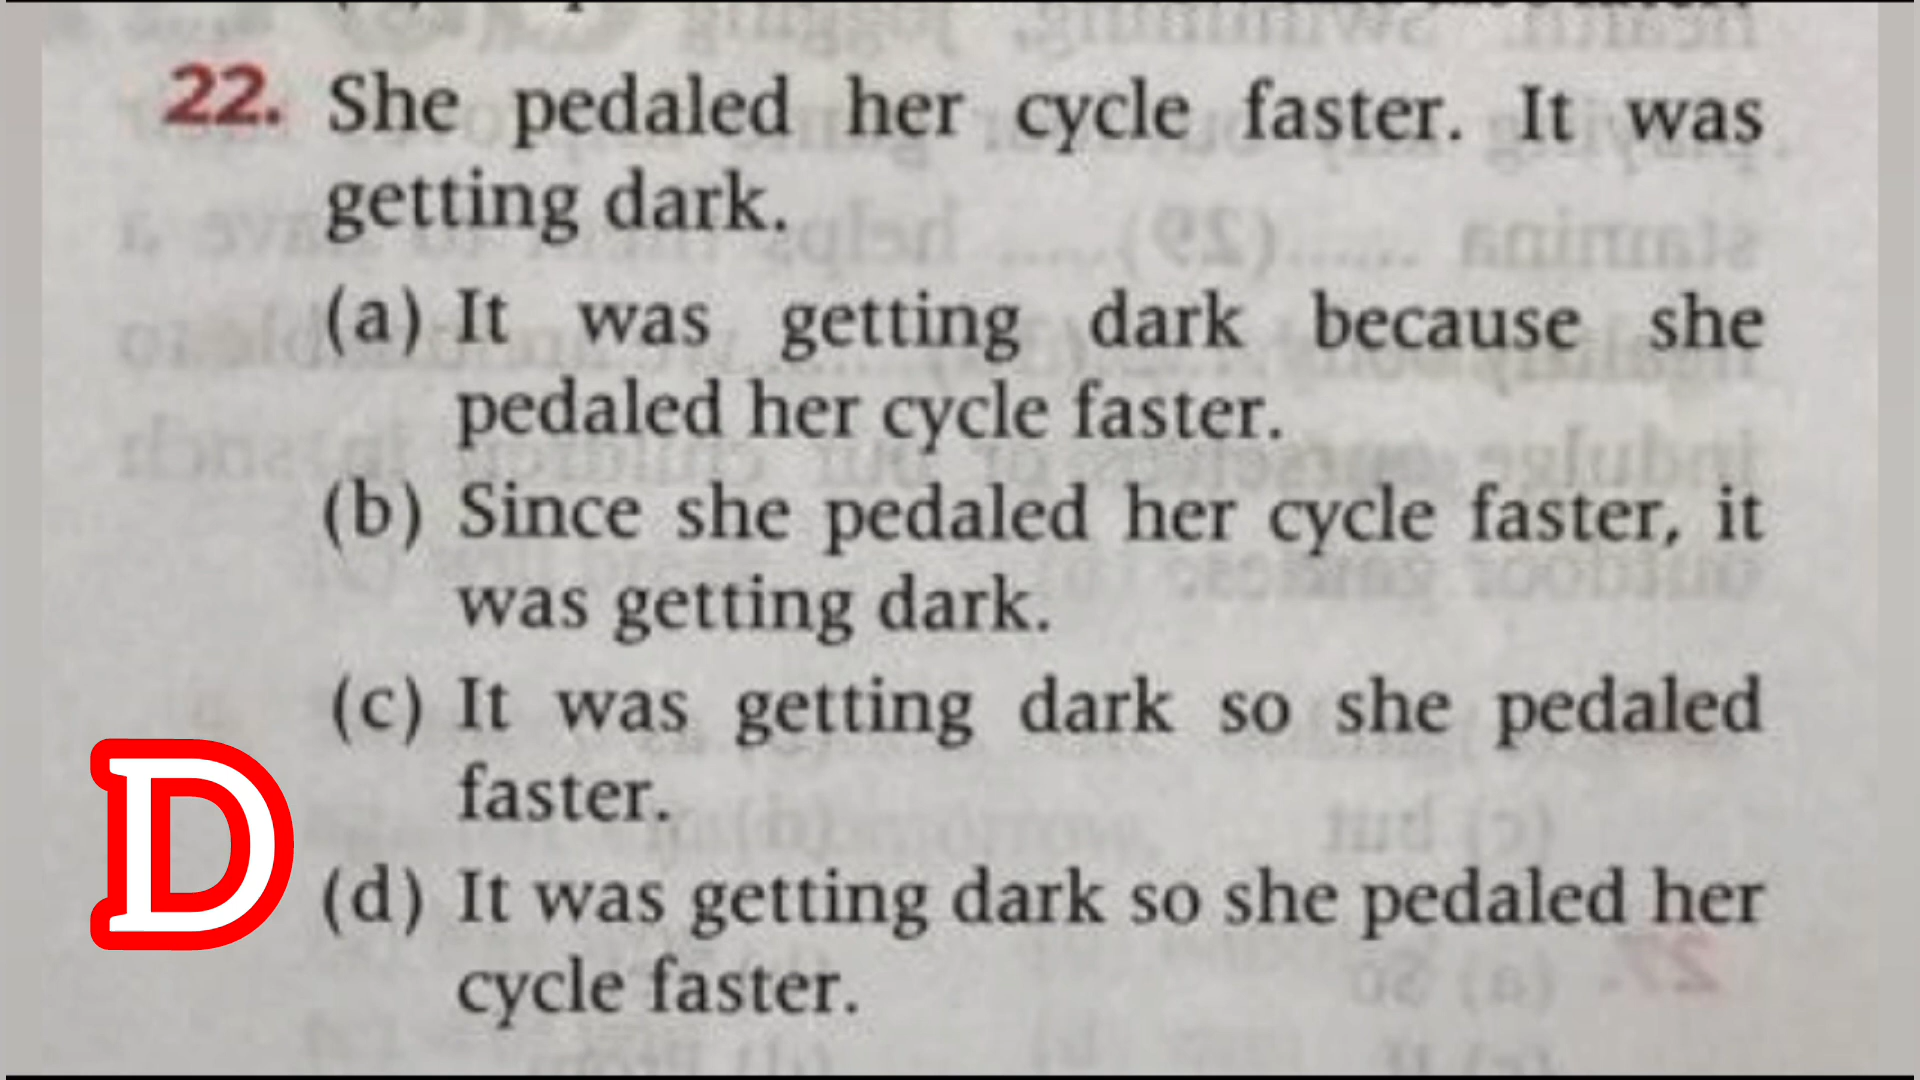 22. She pedaled her cycle faster. It was
getting dark.
(a) It was getting dark because she
pedaled her cycle faster.
(b) Since she pedaled her cycle faster, it
was getting dark.
(c) It was getting dark so she pedaled
faster.
D
(d) It was getting dark so she pedaled her
cycle faster.